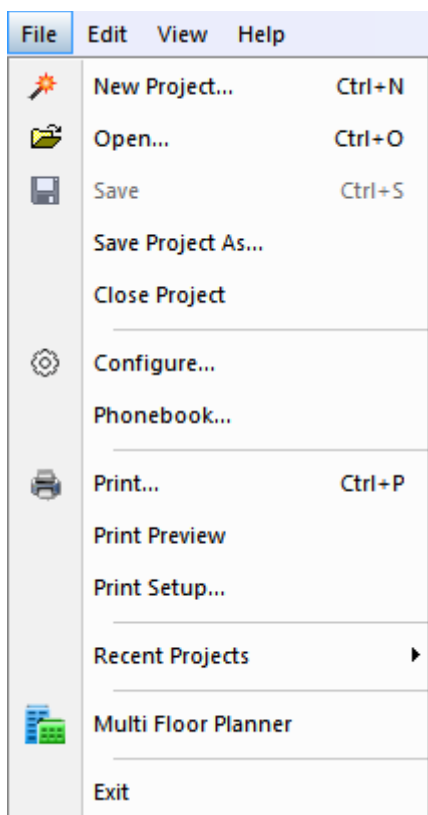 File Edit View Help
New Project... Ctrl+N
Open... Ctrl+O
Save Ctrl+S
Save Project As...
Close Project
Configure...
Phonebook...
Print... Ctrl+P
Print Preview
Print Setup...
Recent Projects
Multi Floor Planner
Exit